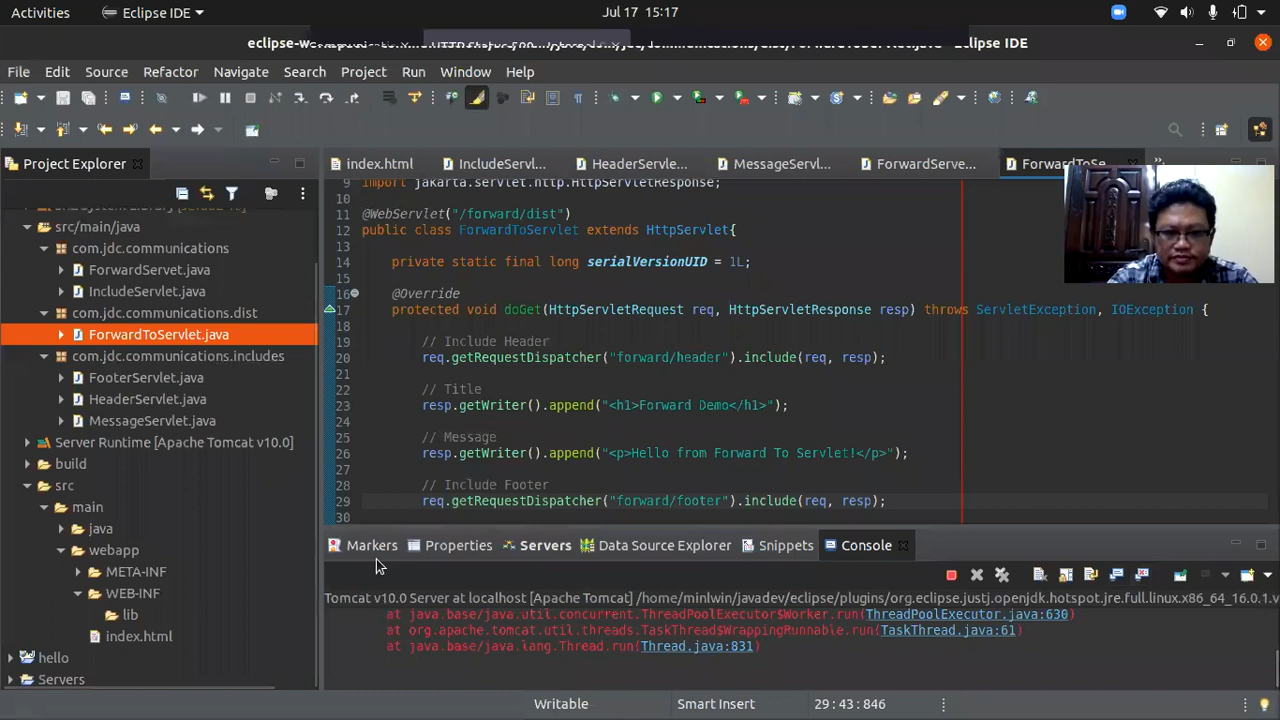 Activities
Eclipse IDE
Jul 17 15:17
Eclipse IDE
File Edit Source Refactor Navigate Search Project Run Window Help
Project Explorer
index.html
IncludeServl...
HeaderServle...
MessageServl...
ForwardServe...
ForwardToSe...
src/main/java
com.jdc.communications
ForwardServet.java
IncludeServlet.java
com.jdc.communications.dist
ForwardToServlet.java
com.jdc.communications.includes
FooterServlet.java
HeaderServlet.java
MessageServlet.java
Server Runtime [Apache Tomcat v10.0]
build
src
main
java
webapp
META-INF
WEB-INF
lib
index.html
hello
Servers
9 import jakarta.servlet.http.HttpServletResponse;
10
11 @WebServlet("/forward/dist")
12 public class ForwardToServlet extends HttpServlet{
13
14 private static final long serialVersionUID = 1L;
15
16 @Override
17 protected void doGet(HttpServletRequest req, HttpServletResponse resp) throws ServletException, IOException {
18
19 // Include Header
20 req.getRequestDispatcher("forward/header").include(req, resp);
21
22 // Title
23 resp.getWriter().append("<h1>Forward Demo</h1>");
24
25 // Message
26 resp.getWriter().append("<p>Hello from Forward To Servlet!</p>");
27
28 // Include Footer
29 req.getRequestDispatcher("forward/footer").include(req, resp);
30
Markers
Properties
Servers
Data Source Explorer
Snippets
Console
Tomcat v10.0 Server at localhost [Apache Tomcat] /home/minlwin/javadev/eclipse/plugins/org.eclipse.justj.openjdk.hotspot.jre.full.linux.x86_64_16.0.1.v
at java.base/java.util.concurrent.ThreadPoolExecutor$Worker.run(ThreadPoolExecutor.java:630)
at org.apache.tomcat.util.threads.TaskThread$WrappingRunnable.run(TaskThread.java:61)
at java.base/java.lang.Thread.run(Thread.java:831)
Writable
Smart Insert
29 : 43 : 846